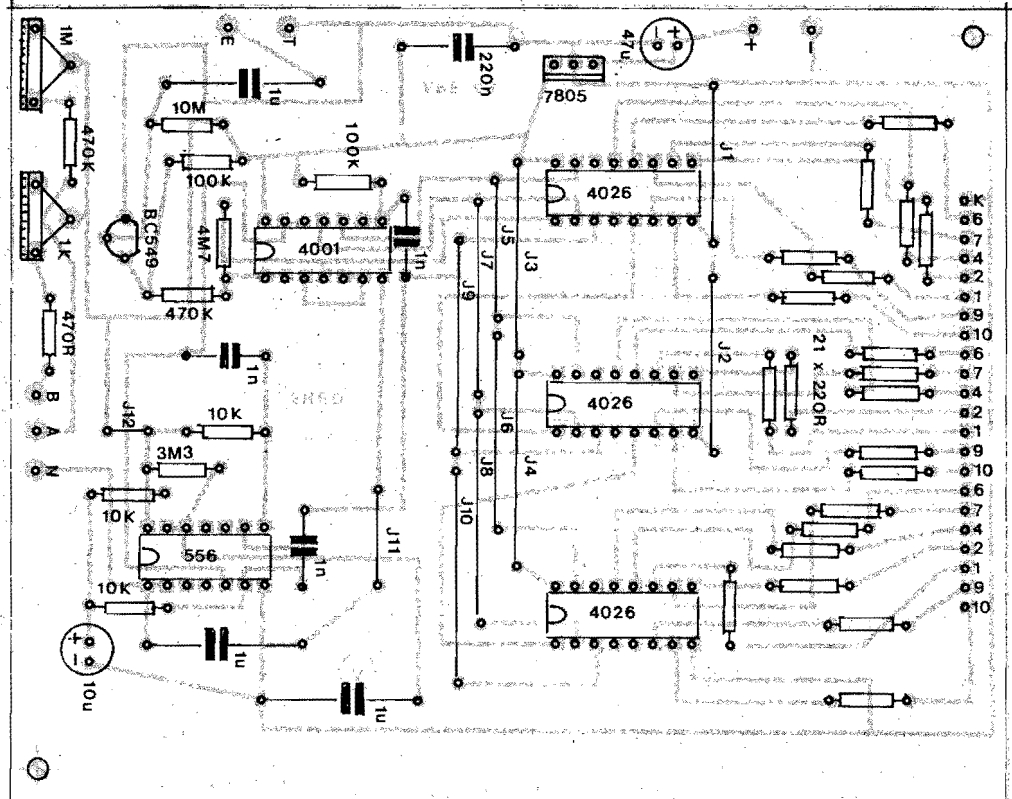 1M
E
T
220n
47u
+
−
+
−
7805
1u
10M
470K
100K
100K
J1
4026
K
6
7
4
2
1
9
10
1K
BC549
4M7
4001
1n
J5
J3
J7
J9
470K
470R
1n
J2
21 x 220R
6
7
4
2
1
9
10
4026
B
A
N
J12
10K
3M3
10K
J6
J8
J4
J10
J11
6
7
4
2
1
9
10
556
1n
10K
4026
+
−
10u
1u
1u